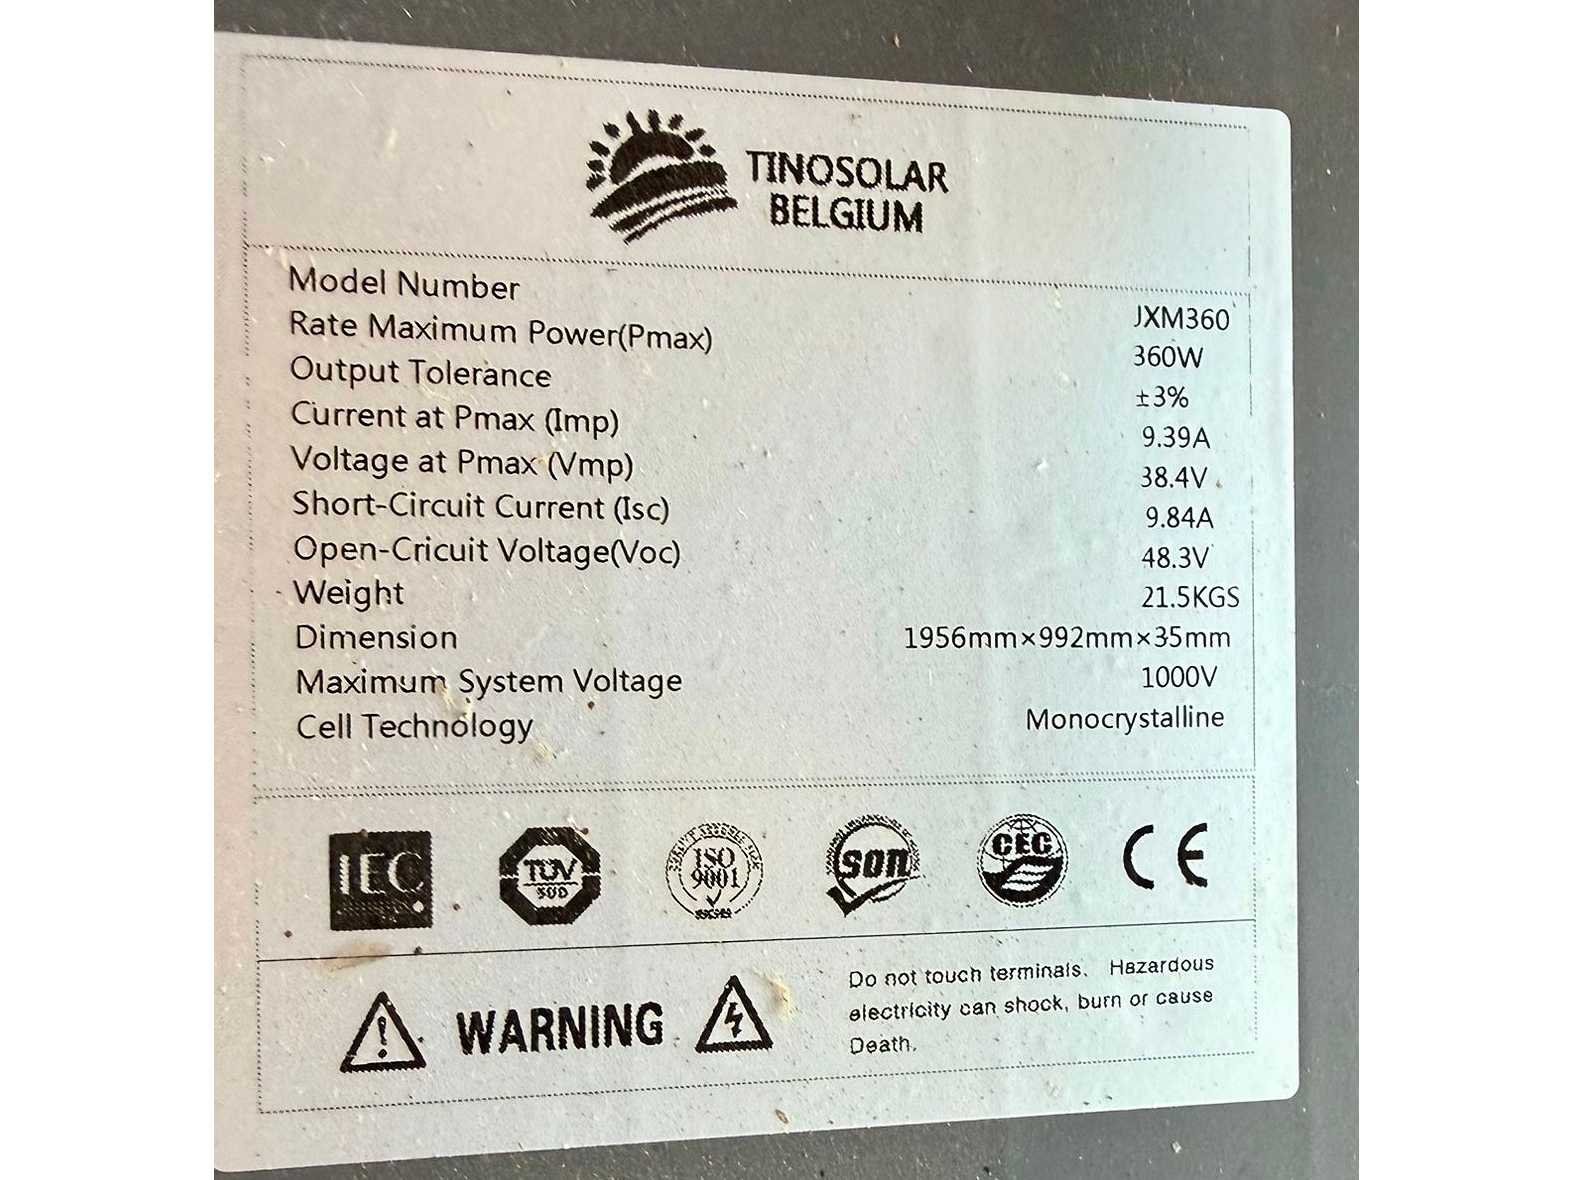 TINOSOLAR
BELGIUM
Model Number JXM360
Rate Maximum Power(Pmax) 360W
Output Tolerance ±3%
Current at Pmax (Imp) 9.39A
Voltage at Pmax (Vmp) 38.4V
Short-Circuit Current (Isc) 9.84A
Open-Cricuit Voltage(Voc) 48.3V
Weight 21.5KGS
Dimension 1956mm×992mm×35mm
Maximum System Voltage 1000V
Cell Technology Monocrystalline
IEC
TÜV
SÜD
ISO
9001
SON
CEC
CE
WARNING
Do not touch terminals. Hazardous
electricity can shock, burn or cause
Death.